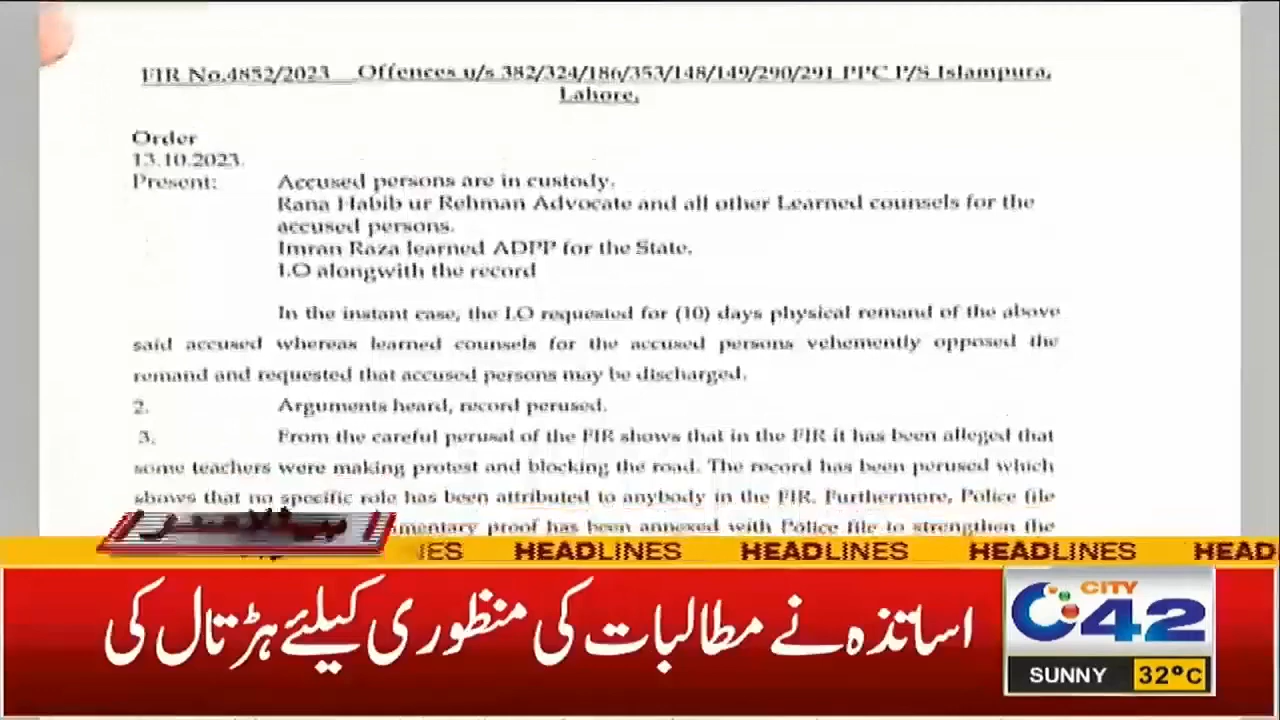 FIR No.4852/2023 Offences u/s 382/324/186/353/148/149/290/291 PPC P/S Islampura,
Lahore,
Order
13.10.2023.
Present: Accused persons are in custody.
Rana Habib ur Rehman Advocate and all other Learned counsels for the
accused persons.
Imran Raza learned ADPP for the State.
I.O alongwith the record
In the instant case, the I.O requested for (10) days physical remand of the above
said accused whereas learned counsels for the accused persons vehemently opposed the
remand and requested that accused persons may be discharged.
2. Arguments heard, record perused.
3. From the careful perusal of the FIR shows that in the FIR it has been alleged that
some teachers were making protest and blocking the road. The record has been perused which
shows that no specific role has been attributed to anybody in the FIR. Furthermore, Police file
proof has been annexed with Police file to strengthen the
HEADLINES HEADLINES HEADLINES HEAD
اساتذہ نے مطالبات کی منظوری کیلئے ہڑتال کی
CITY
42
SUNNY 32°C